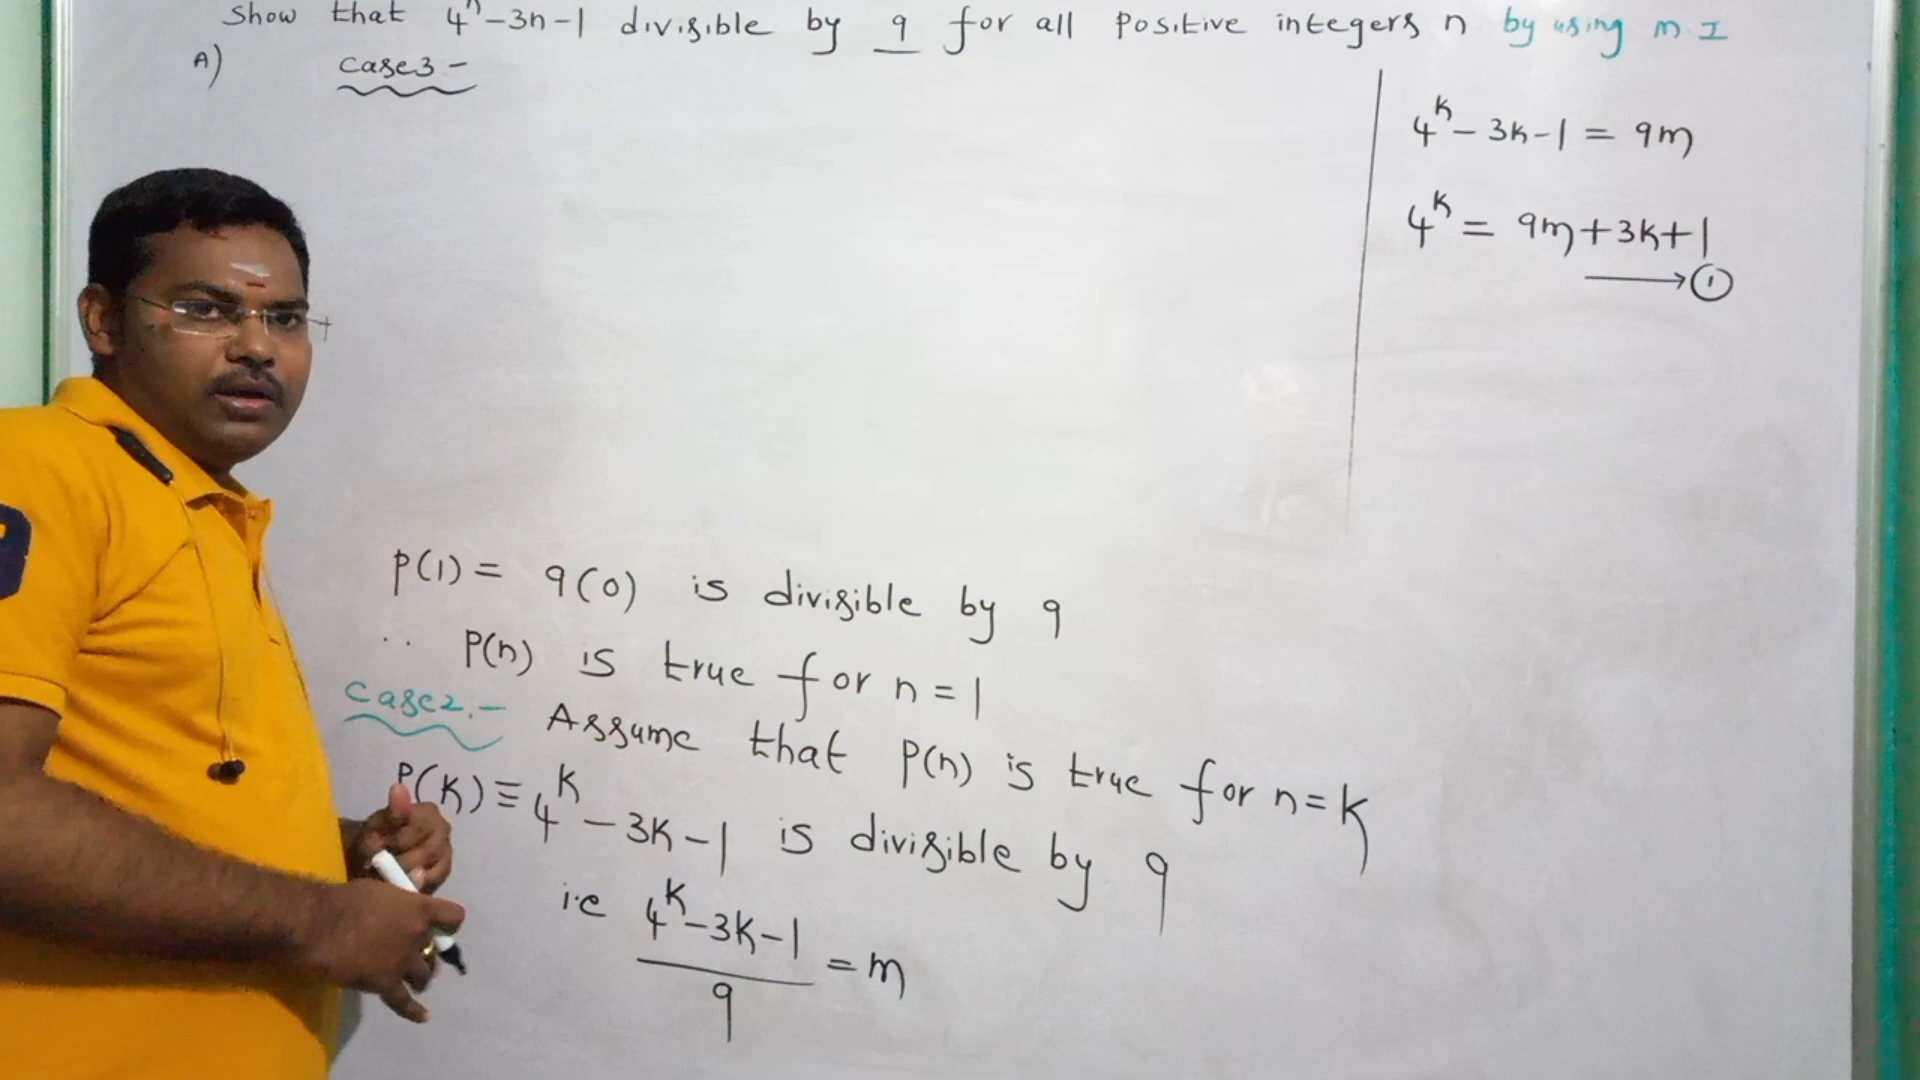 Show that 4ⁿ-3n-1 divisible by 9 for all positive integers n by using m I
A) Case3 -
4ᵏ - 3k - 1 = 9m
4ᵏ = 9m + 3k + 1
→ ①
P(1) = 9(0) is divisible by 9
∴ P(n) is true for n = 1
Case2.- Assume that P(n) is true for n = k
P(k) ≡ 4ᵏ - 3k - 1 is divisible by 9
i.e 4ᵏ - 3k - 1 / 9 = m